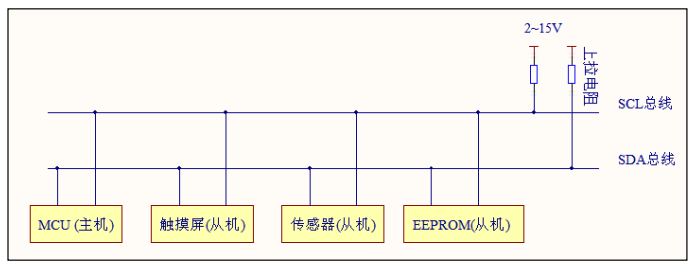 2~15V
上拉电阻
SCL总线
SDA总线
MCU (主机)
触摸屏(从机)
传感器(从机)
EEPROM(从机)